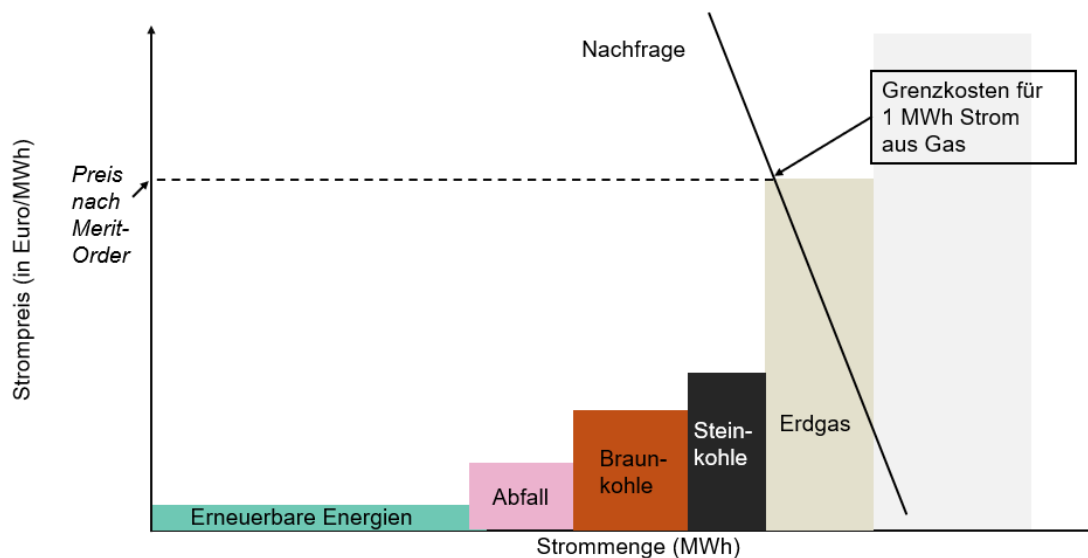 Nachfrage
Grenzkosten für
1 MWh Strom
aus Gas
Preis
nach
Merit-
Order
Strompreis (in Euro/MWh)
Erneuerbare Energien
Abfall
Braun-
kohle
Stein-
kohle
Erdgas
Strommenge (MWh)